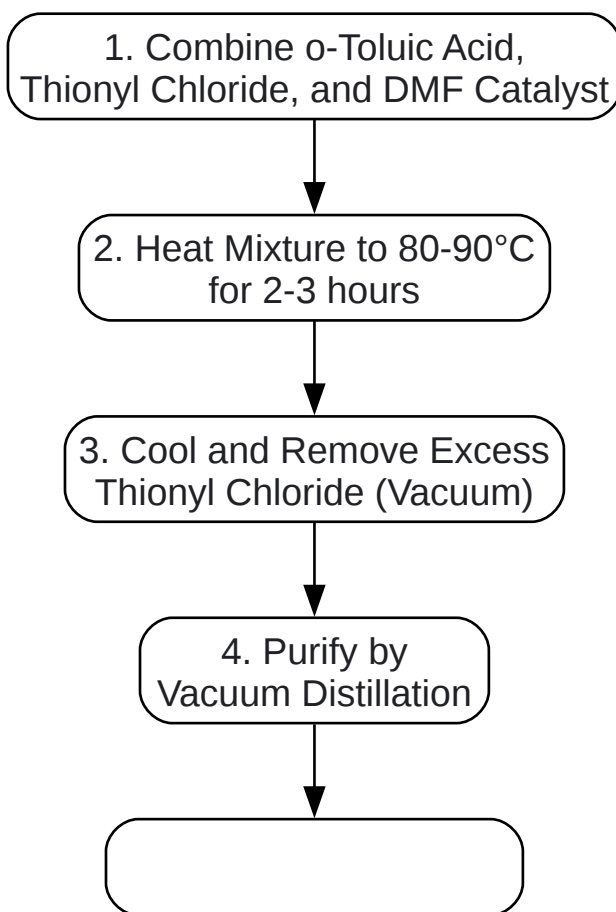 1. Combine o-Toluic Acid,
Thionyl Chloride, and DMF Catalyst
2. Heat Mixture to 80-90°C
for 2-3 hours
3. Cool and Remove Excess
Thionyl Chloride (Vacuum)
4. Purify by
Vacuum Distillation